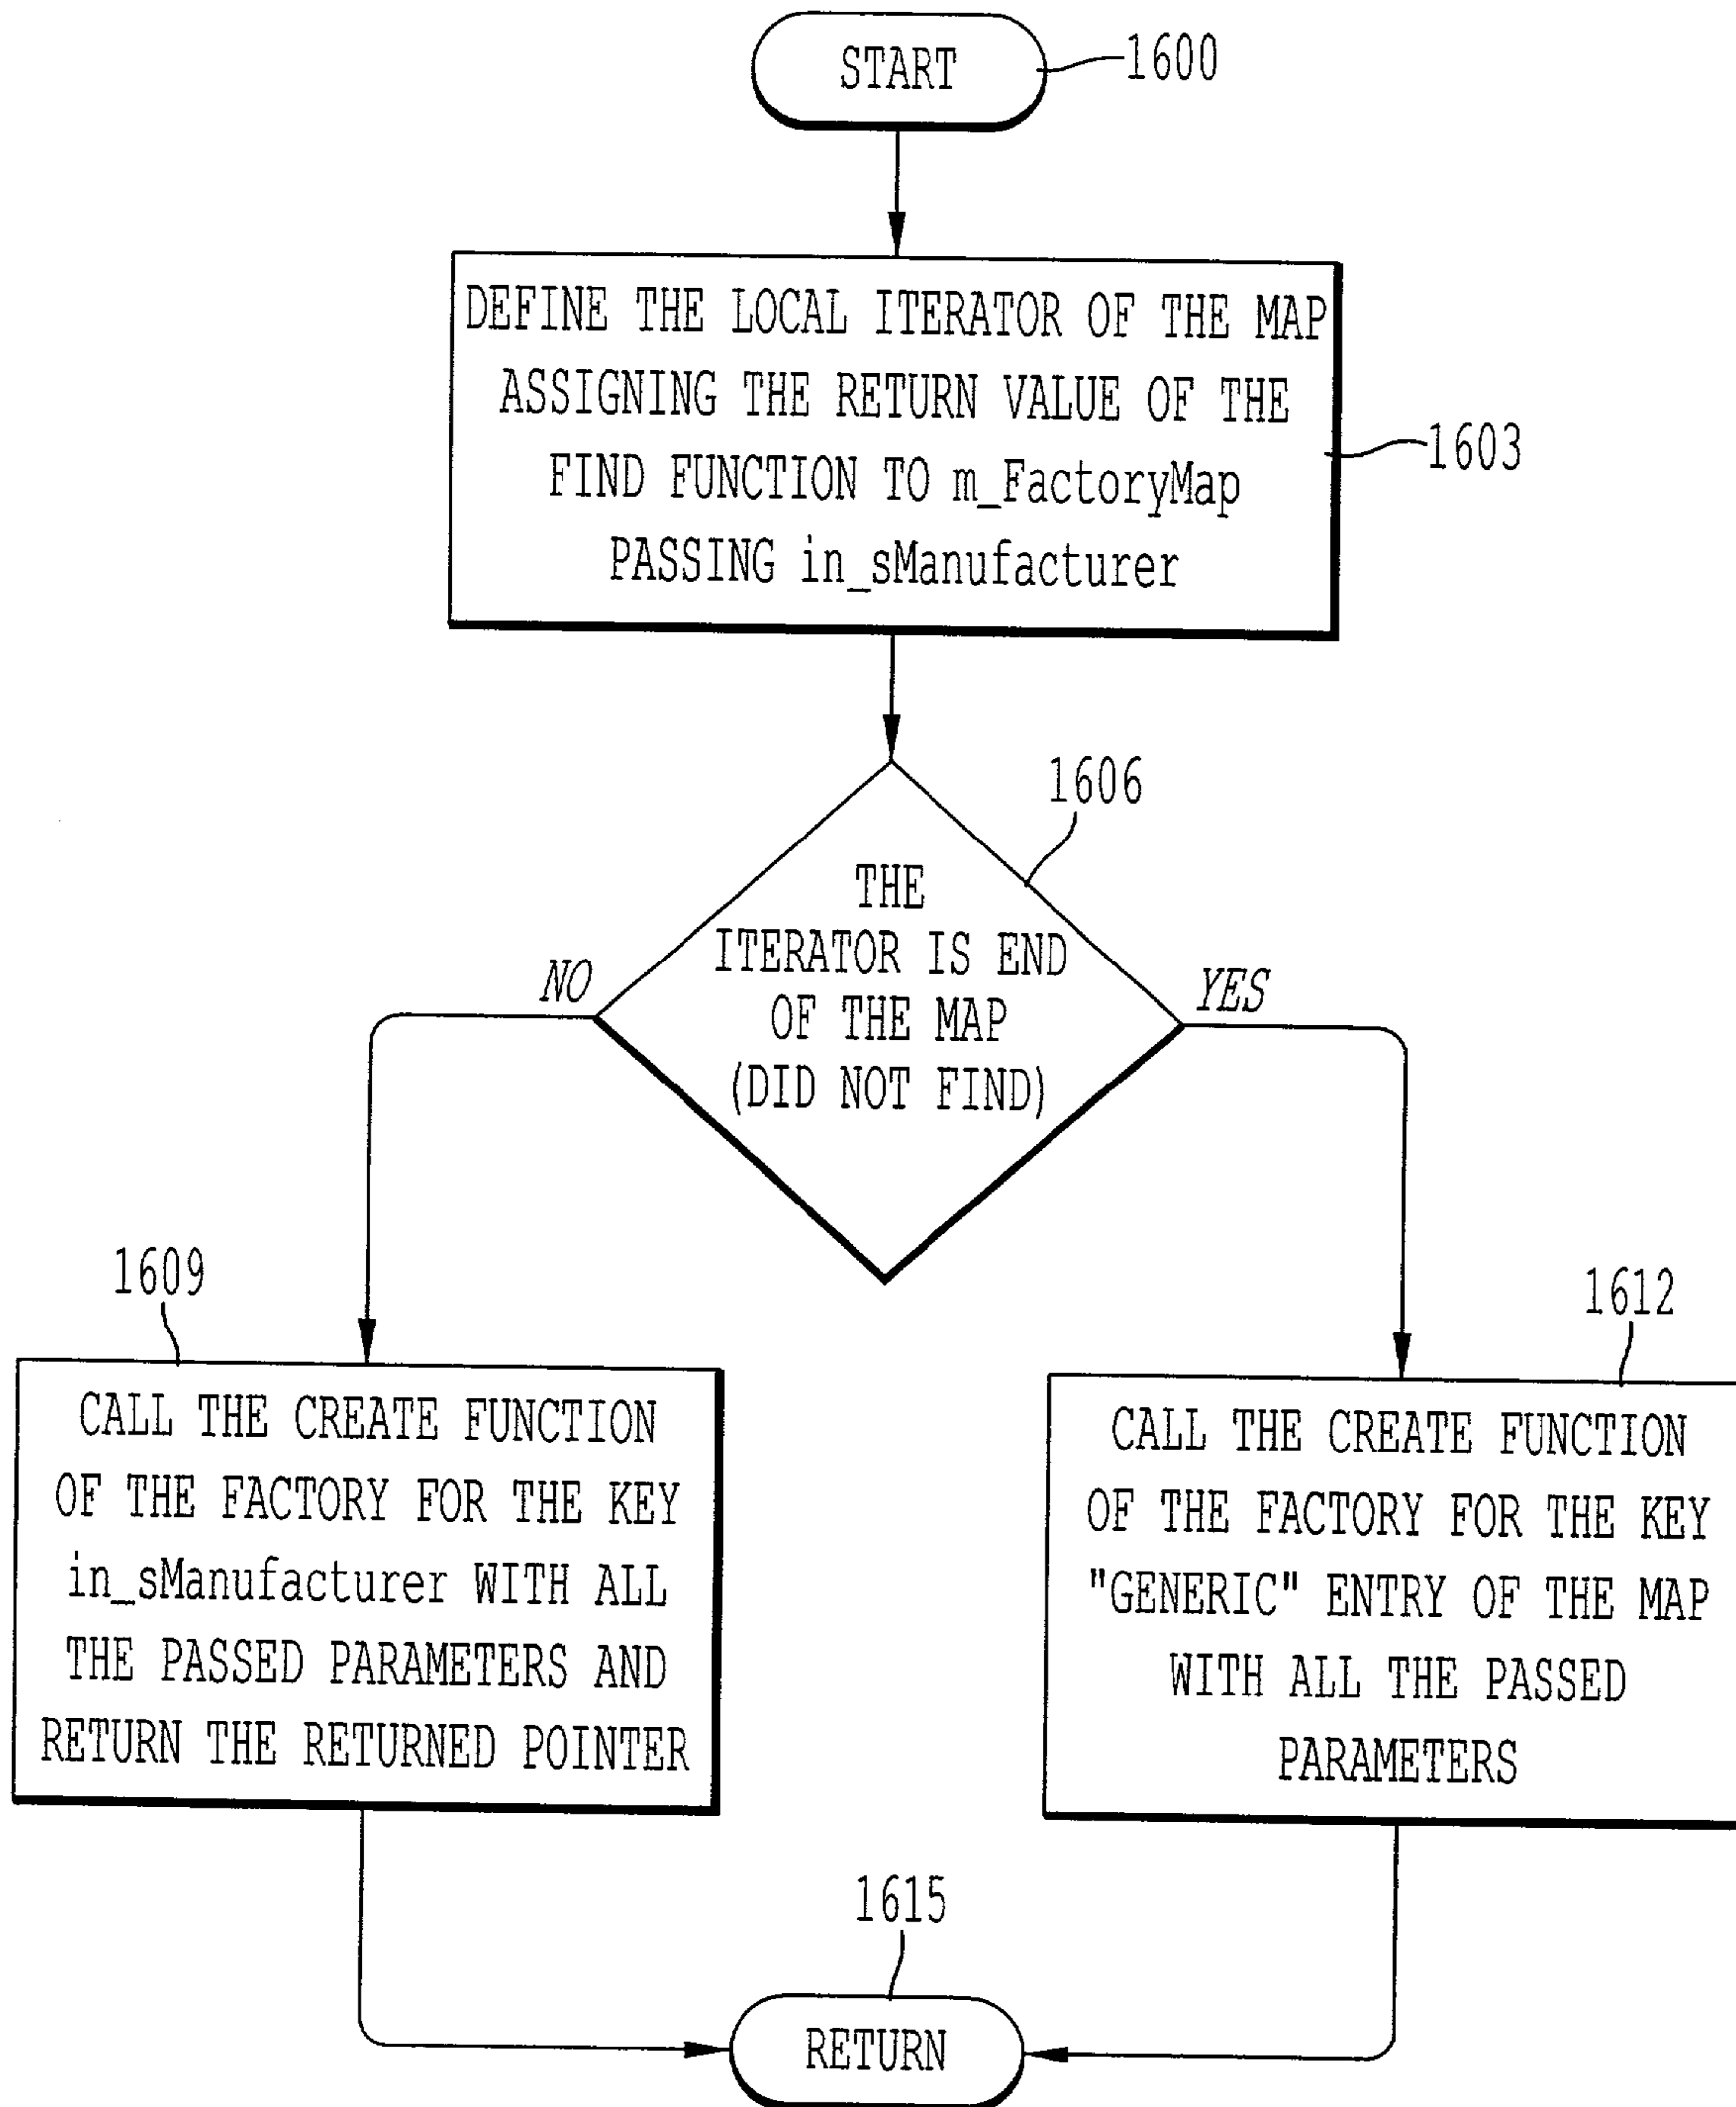 START
1600
DEFINE THE LOCAL ITERATOR OF THE MAP
ASSIGNING THE RETURN VALUE OF THE
FIND FUNCTION TO m_FactoryMap
PASSING in_sManufacturer
1603
1606
THE
ITERATOR IS END
OF THE MAP
(DID NOT FIND)
NO
YES
1609
CALL THE CREATE FUNCTION
OF THE FACTORY FOR THE KEY
in_sManufacturer WITH ALL
THE PASSED PARAMETERS AND
RETURN THE RETURNED POINTER
1612
CALL THE CREATE FUNCTION
OF THE FACTORY FOR THE KEY
"GENERIC" ENTRY OF THE MAP
WITH ALL THE PASSED
PARAMETERS
1615
RETURN